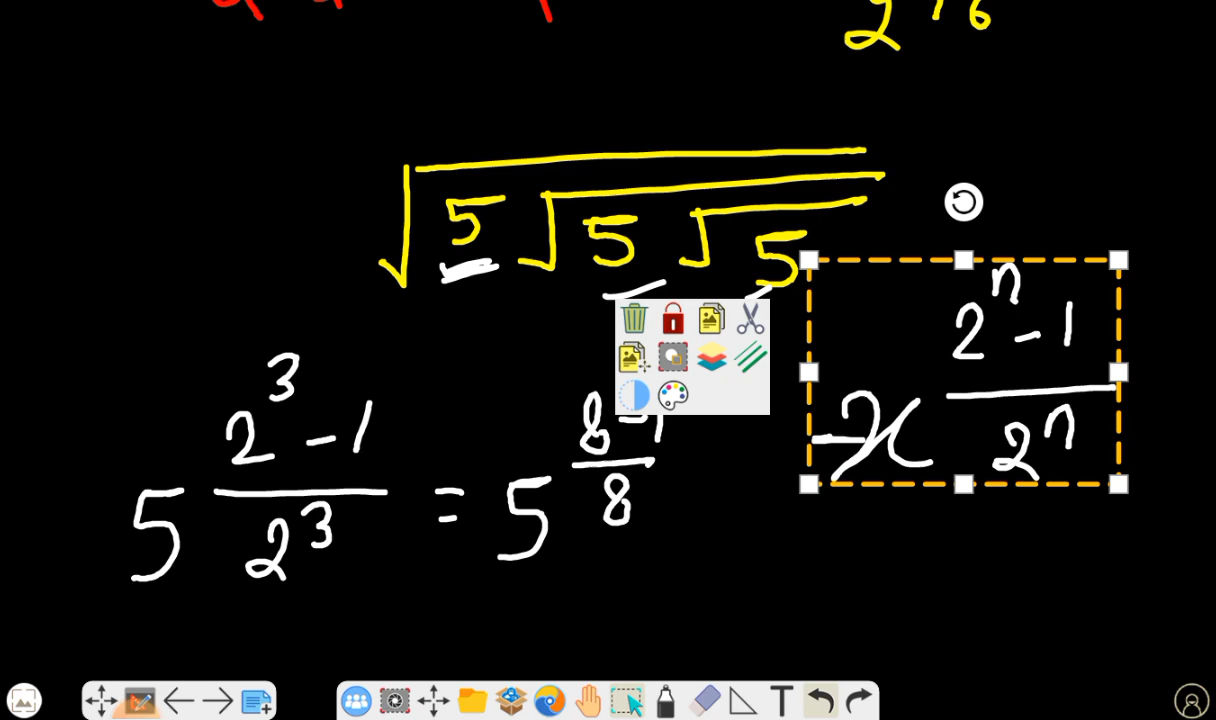 √5√5√5
x^((2^n-1)/2^n)
5^((2^3-1)/2^3) = 5^((8-1)/8)
T